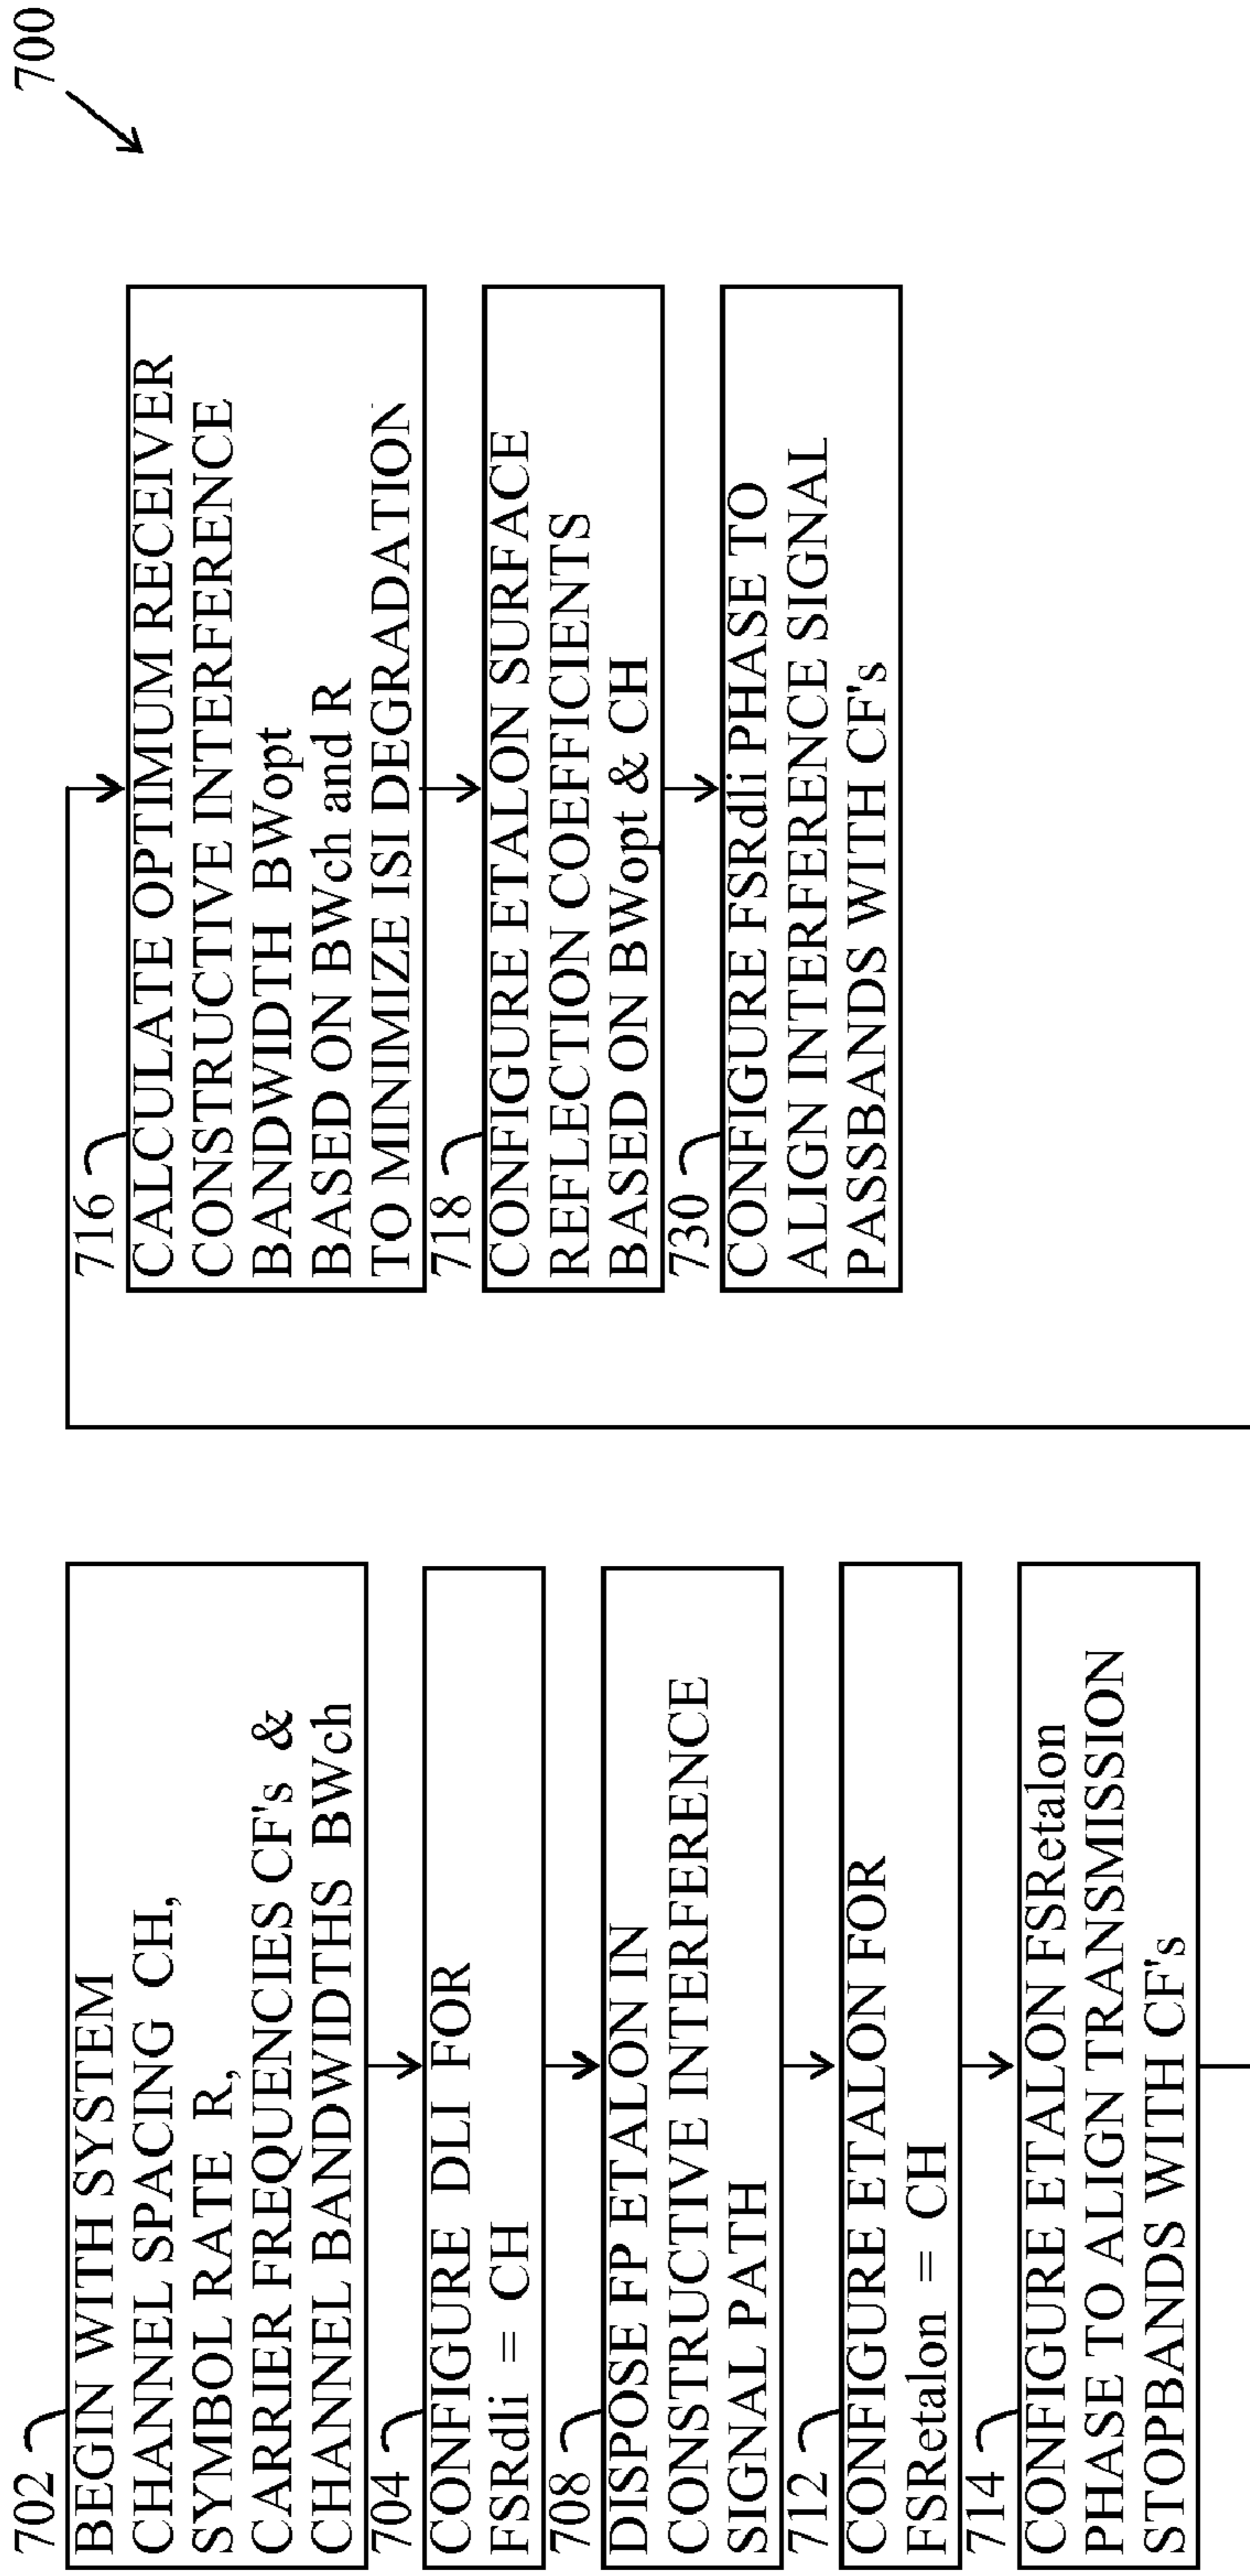 700
702
BEGIN WITH SYSTEM
CHANNEL SPACING CH,
SYMBOL RATE R,
CARRIER FREQUENCIES CF's &
CHANNEL BANDWIDTHS BWch
704
CONFIGURE DLI FOR
FSRdli = CH
708
DISPOSE FP ETALON IN
CONSTRUCTIVE INTERFERENCE
SIGNAL PATH
712
CONFIGURE ETALON FOR
FSRetalon = CH
714
CONFIGURE ETALON FSRetalon
PHASE TO ALIGN TRANSMISSION
STOPBANDS WITH CF's
716
CALCULATE OPTIMUM RECEIVER
CONSTRUCTIVE INTERFERENCE
BANDWIDTH BWopt
BASED ON BWch and R
TO MINIMIZE ISI DEGRADATION
718
CONFIGURE ETALON SURFACE
REFLECTION COEFFICIENTS
BASED ON BWopt & CH
730
CONFIGURE FSRdli PHASE TO
ALIGN INTERFERENCE SIGNAL
PASSBANDS WITH CF's